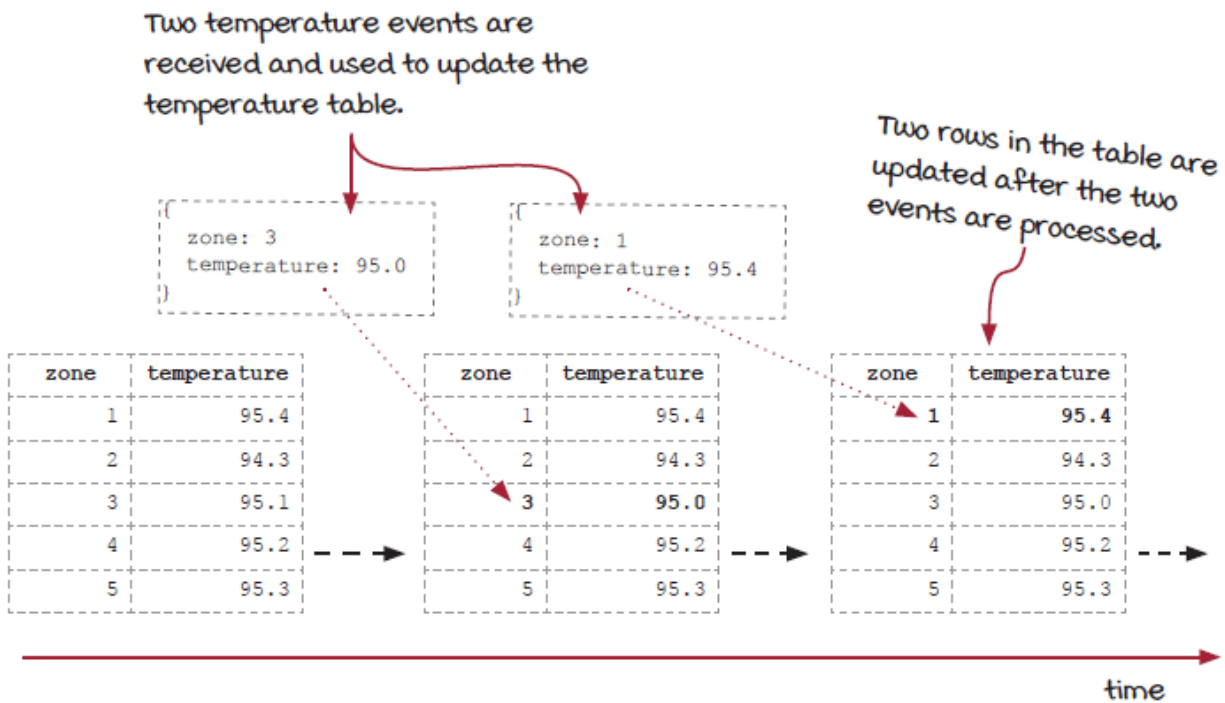 Two temperature events are
received and used to update the
temperature table.
Two rows in the table are
updated after the two
events are processed.
{
zone: 3
temperature: 95.0
}
{
zone: 1
temperature: 95.4
}
zone temperature
1 95.4
2 94.3
3 95.1
4 95.2
5 95.3
zone temperature
1 95.4
2 94.3
3 95.0
4 95.2
5 95.3
zone temperature
1 95.4
2 94.3
3 95.0
4 95.2
5 95.3
time